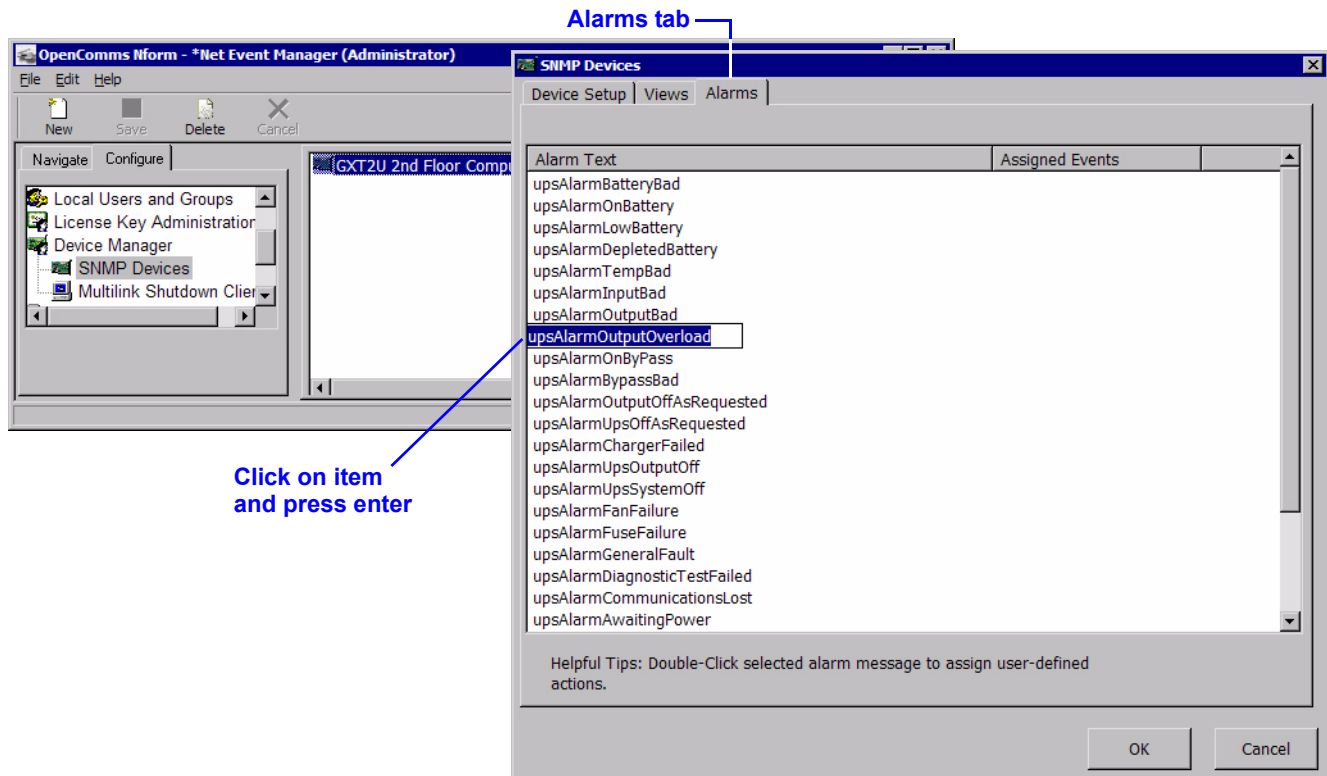 Alarms tab
OpenComms Nform - *Net Event Manager (Administrator)
File Edit Help
New Save Delete Cancel
Navigate Configure
Local Users and Groups
License Key Administration
Device Manager
SNMP Devices
Multilink Shutdown Clier
GXT2U 2nd Floor Comp
SNMP Devices
Device Setup Views Alarms
Alarm Text Assigned Events
upsAlarmBatteryBad
upsAlarmOnBattery
upsAlarmLowBattery
upsAlarmDepletedBattery
upsAlarmTempBad
upsAlarmInputBad
upsAlarmOutputBad
upsAlarmOutputOverload
upsAlarmOnByPass
upsAlarmBypassBad
upsAlarmOutputOffAsRequested
upsAlarmUpsOffAsRequested
upsAlarmChargerFailed
upsAlarmUpsOutputOff
upsAlarmUpsSystemOff
upsAlarmFanFailure
upsAlarmFuseFailure
upsAlarmGeneralFault
upsAlarmDiagnosticTestFailed
upsAlarmCommunicationsLost
upsAlarmAwaitingPower
Helpful Tips: Double-Click selected alarm message to assign user-defined
actions.
OK Cancel
Click on item
and press enter